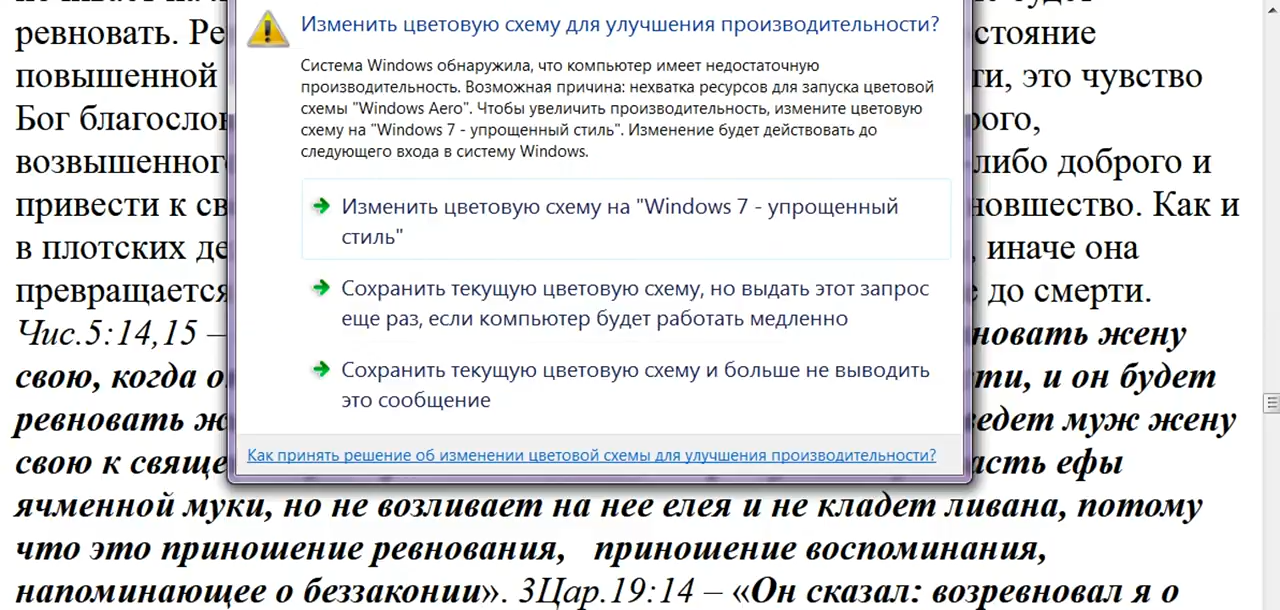 Изменить цветовую схему для улучшения производительности?
Система Windows обнаружила, что компьютер имеет недостаточную
производительность. Возможная причина: нехватка ресурсов для запуска цветовой
схемы "Windows Aero". Чтобы увеличить производительность, измените цветовую
схему на "Windows 7 - упрощенный стиль". Изменение будет действовать до
следующего входа в систему Windows.
Изменить цветовую схему на "Windows 7 - упрощенный
стиль"
Сохранить текущую цветовую схему, но выдать этот запрос
еще раз, если компьютер будет работать медленно
Сохранить текущую цветовую схему и больше не выводить
это сообщение
Как принять решение об изменении цветовой схемы для улучшения производительности?
ревновать. Ре стояние
повышенной ти, это чувство
Бог благослов рого,
возвышенного либо доброго и
привести к св новшество. Как и
в плотских де , иначе она
превращается е до смерти.
Чис.5:14,15 – новать жену
свою, когда о ти, и он будет
ревновать ж ведет муж жену
свою к свяще асть ефы
ячменной муки, но не возливает на нее елея и не кладет ливана, потому
что это приношение ревнования, приношение воспоминания,
напоминающее о беззаконии». 3Цар.19:14 – «Он сказал: возревновал я о